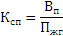 Ксп = Вп / Пжг